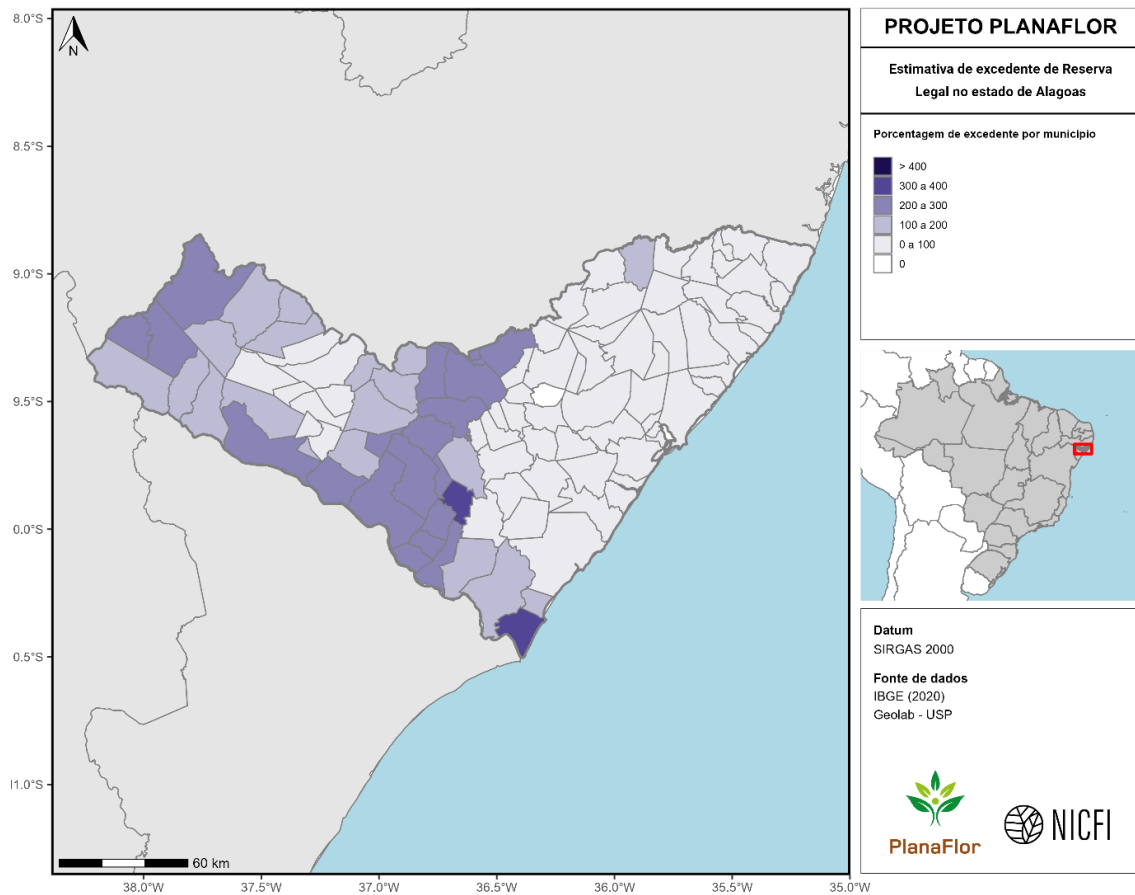 8.0°S
8.5°S
9.0°S
9.5°S
0.0°S
0.5°S
l1.0°S
N
60 km
38.0°W
37.5°W
37.0°W
36.5°W
36.0°W
35.5°W
35.0°W
PROJETO PLANAFLOR
Estimativa de excedente de Reserva
Legal no estado de Alagoas
Porcentagem de excedente por município
> 400
300 a 400
200 a 300
100 a 200
0 a 100
0
Datum
SIRGAS 2000
Fonte de dados
IBGE (2020)
Geolab - USP
PlanaFlor
NICFI